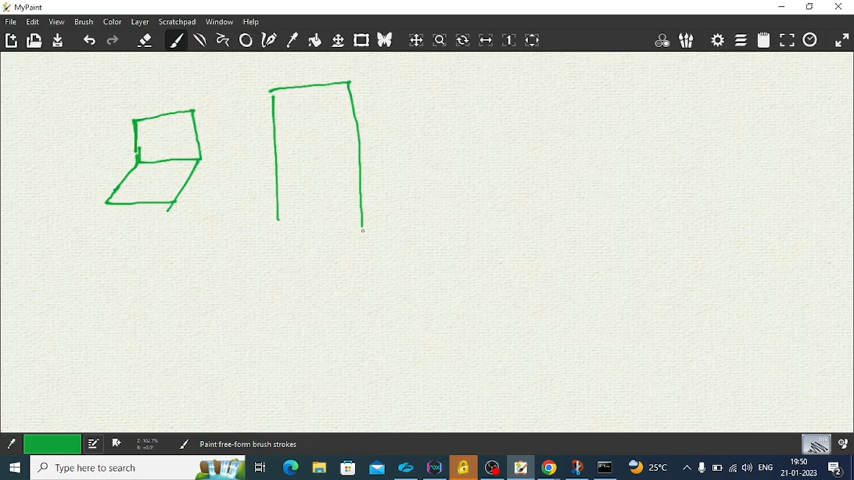 MyPaint
File Edit View Brush Color Layer Scratchpad Window Help
Paint free-form brush strokes
Type here to search
25°C
ENG
19:50
21-01-2023